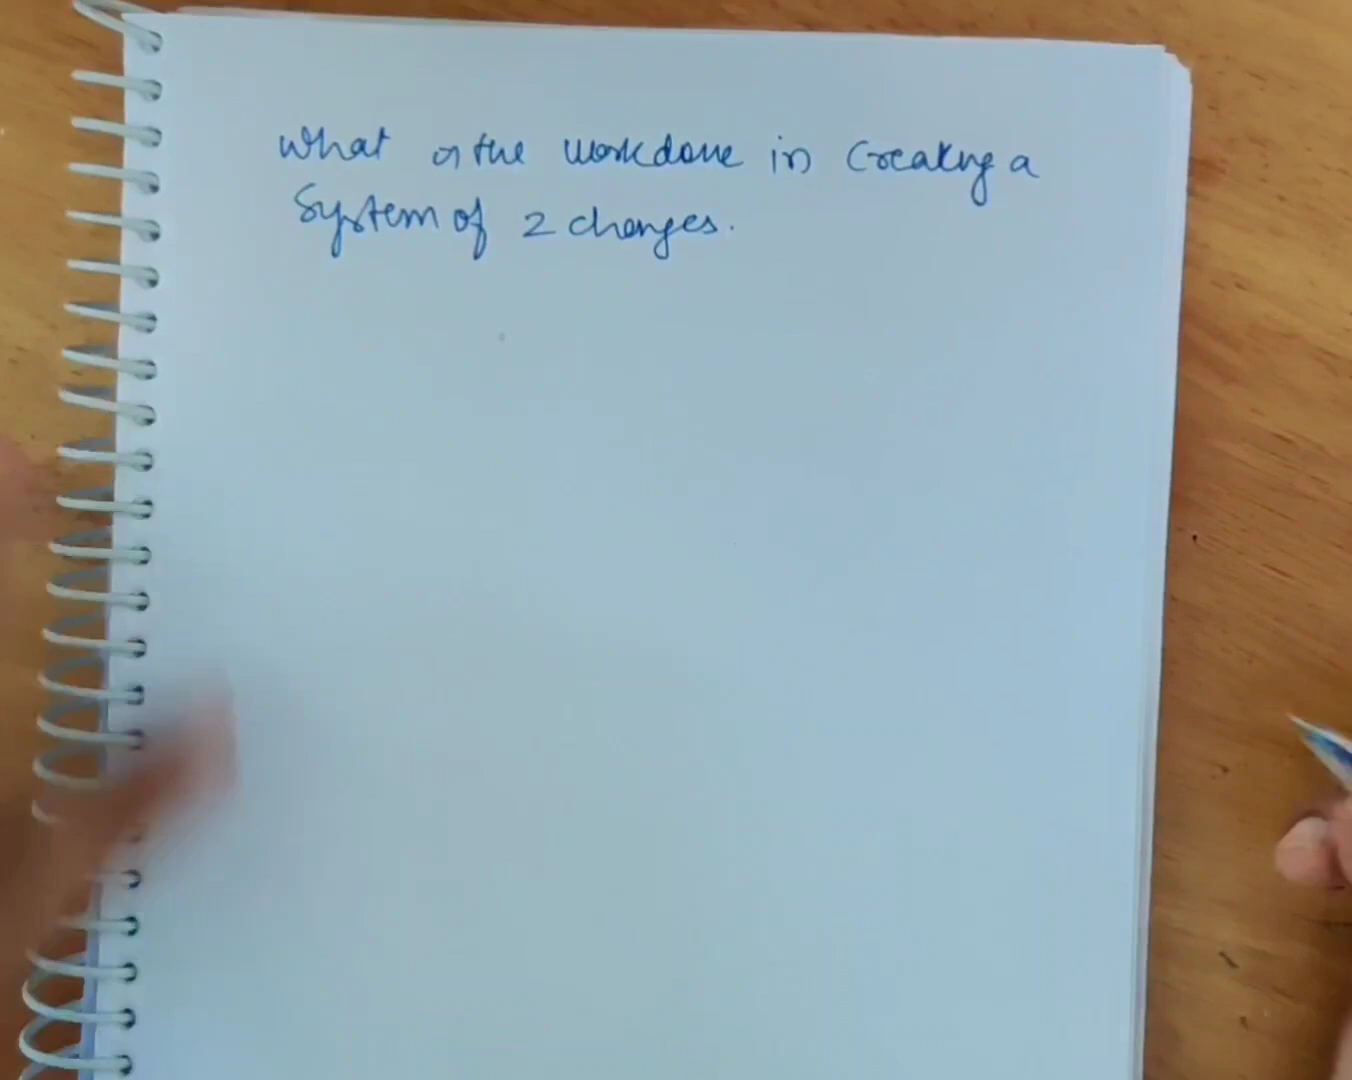 What is the workdone in Creating a
System of 2 charges.